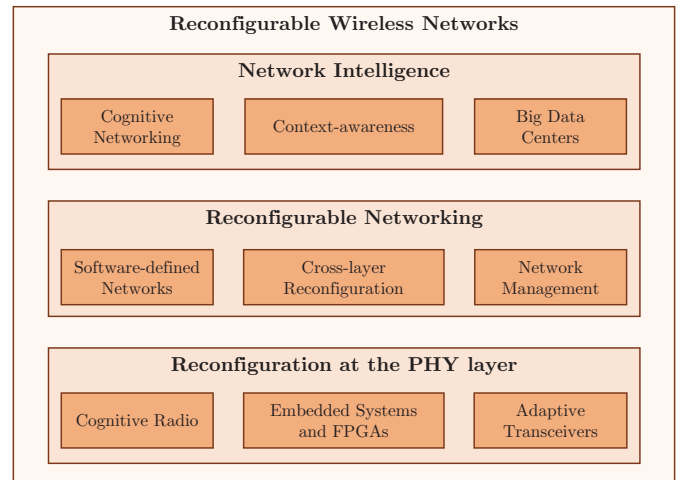 Reconfigurable Wireless Networks
Network Intelligence
Cognitive
Networking
Context-awareness
Big Data
Centers
Reconfigurable Networking
Software-defined
Networks
Cross-layer
Reconfiguration
Network
Management
Reconfiguration at the PHY layer
Cognitive Radio
Embedded Systems
and FPGAs
Adaptive
Transceivers